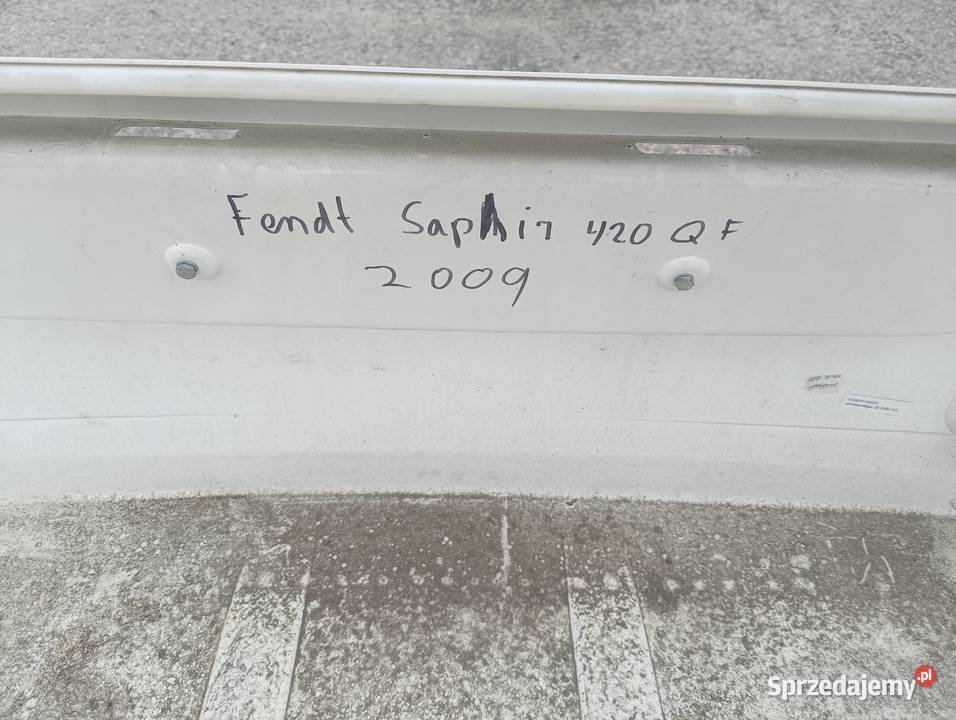 Fendt Saphir 420 QF
2009
Sprzedajemy.pl